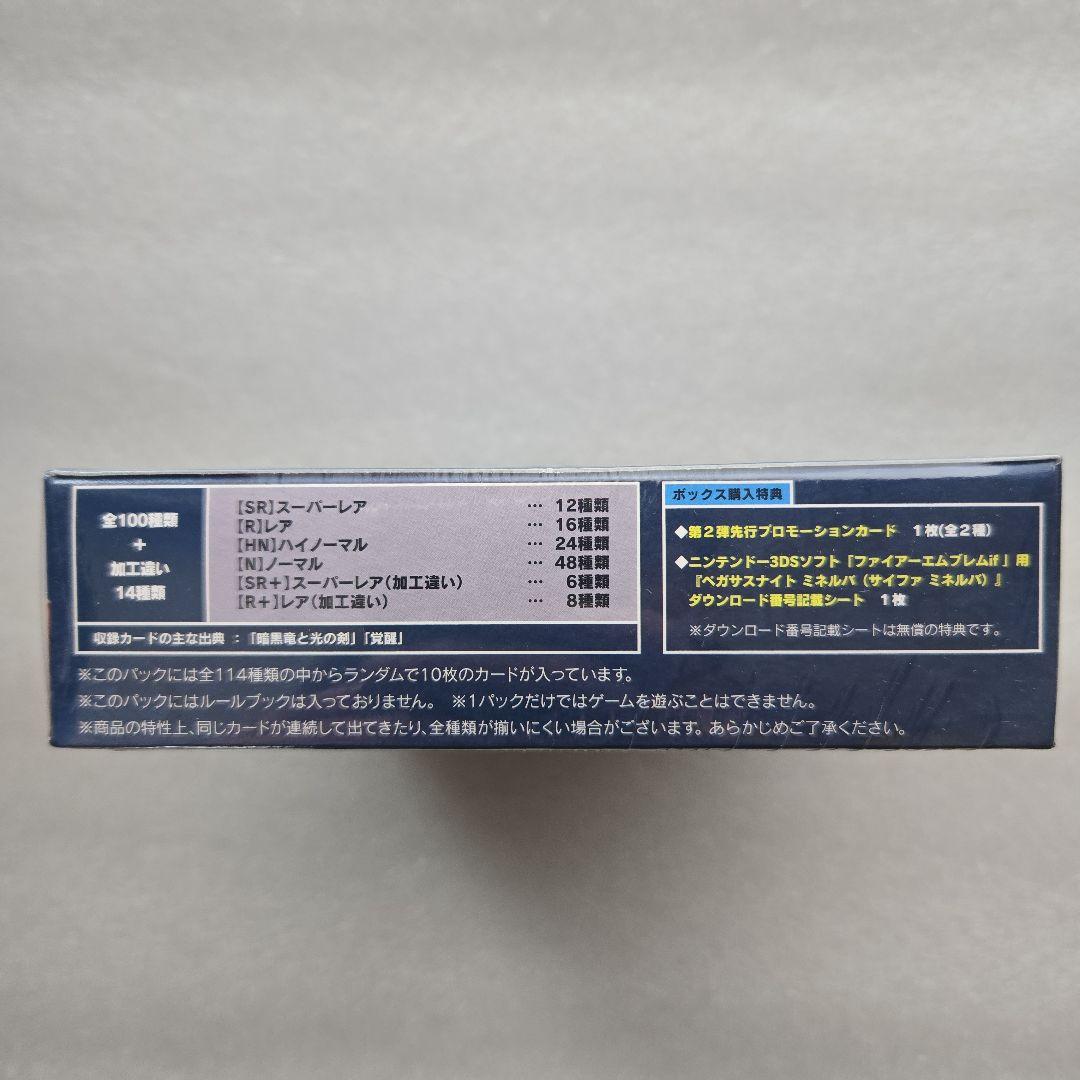 全100種類
+
加工違い
14種類
【SR】スーパーレア … 12種類
【R】レア … 16種類
【HN】ハイノーマル … 24種類
【N】ノーマル … 48種類
【SR+】スーパーレア(加工違い) … 6種類
【R+】レア(加工違い) … 8種類
収録カードの主な出典 : 「暗黒竜と光の剣」「覚醒」
ボックス購入特典
◆第2弾先行プロモーションカード 1枚(全2種)
◆ニンテンドー3DSソフト「ファイアーエムブレムif」用
『ペガサスナイト ミネルバ(サイファ ミネルバ)』
ダウンロード番号記載シート 1枚
※ダウンロード番号記載シートは無償の特典です。
※このパックには全114種類の中からランダムで10枚のカードが入っています。
※このパックにはルールブックは入っておりません。 ※1パックだけではゲームを遊ぶことはできません。
※商品の特性上、同じカードが連続して出てきたり、全種類が揃いにくい場合がございます。あらかじめご了承ください。